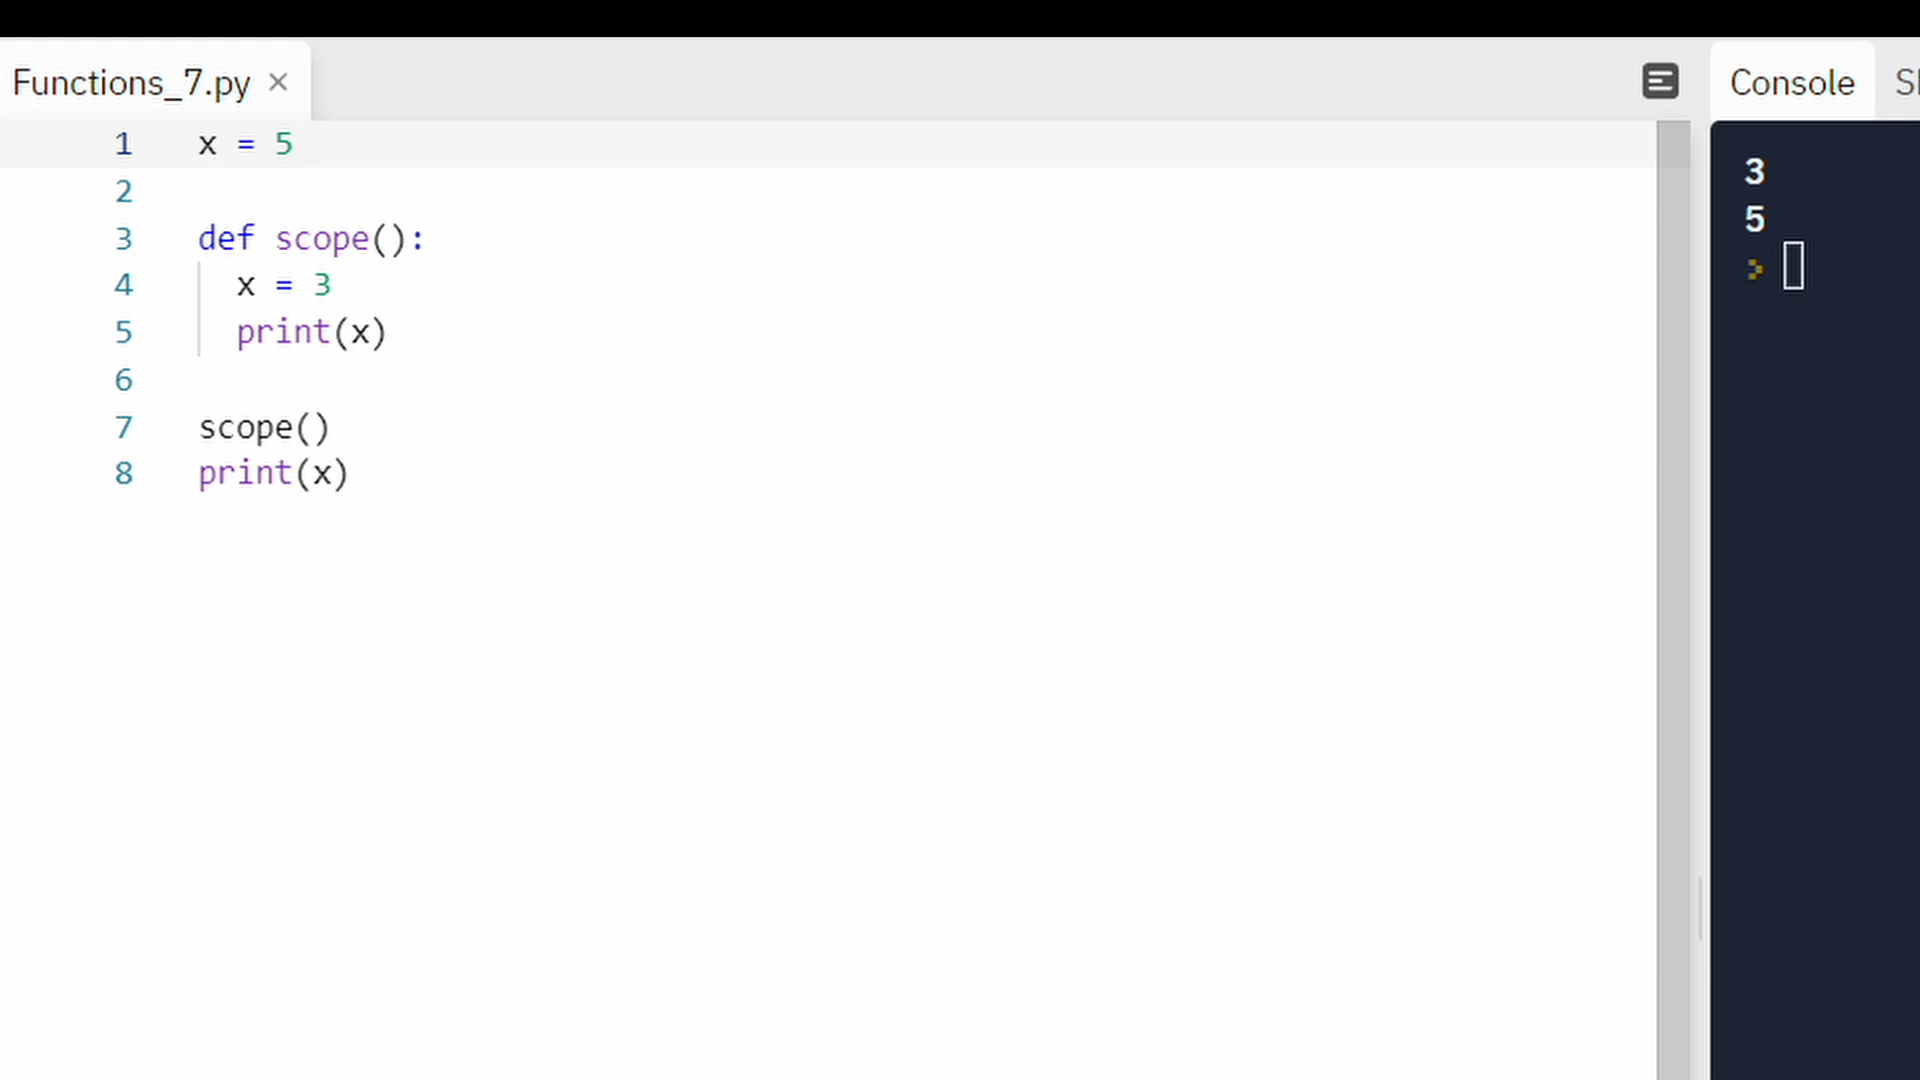 Functions_7.py ×
1 x = 5
2
3 def scope():
4   x = 3
5   print(x)
6
7 scope()
8 print(x)
Console
3
5
>